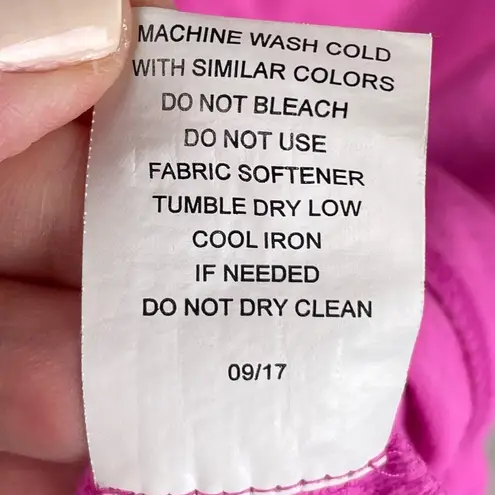 MACHINE WASH COLD
WITH SIMILAR COLORS
DO NOT BLEACH
DO NOT USE
FABRIC SOFTENER
TUMBLE DRY LOW
COOL IRON
IF NEEDED
DO NOT DRY CLEAN
09/17